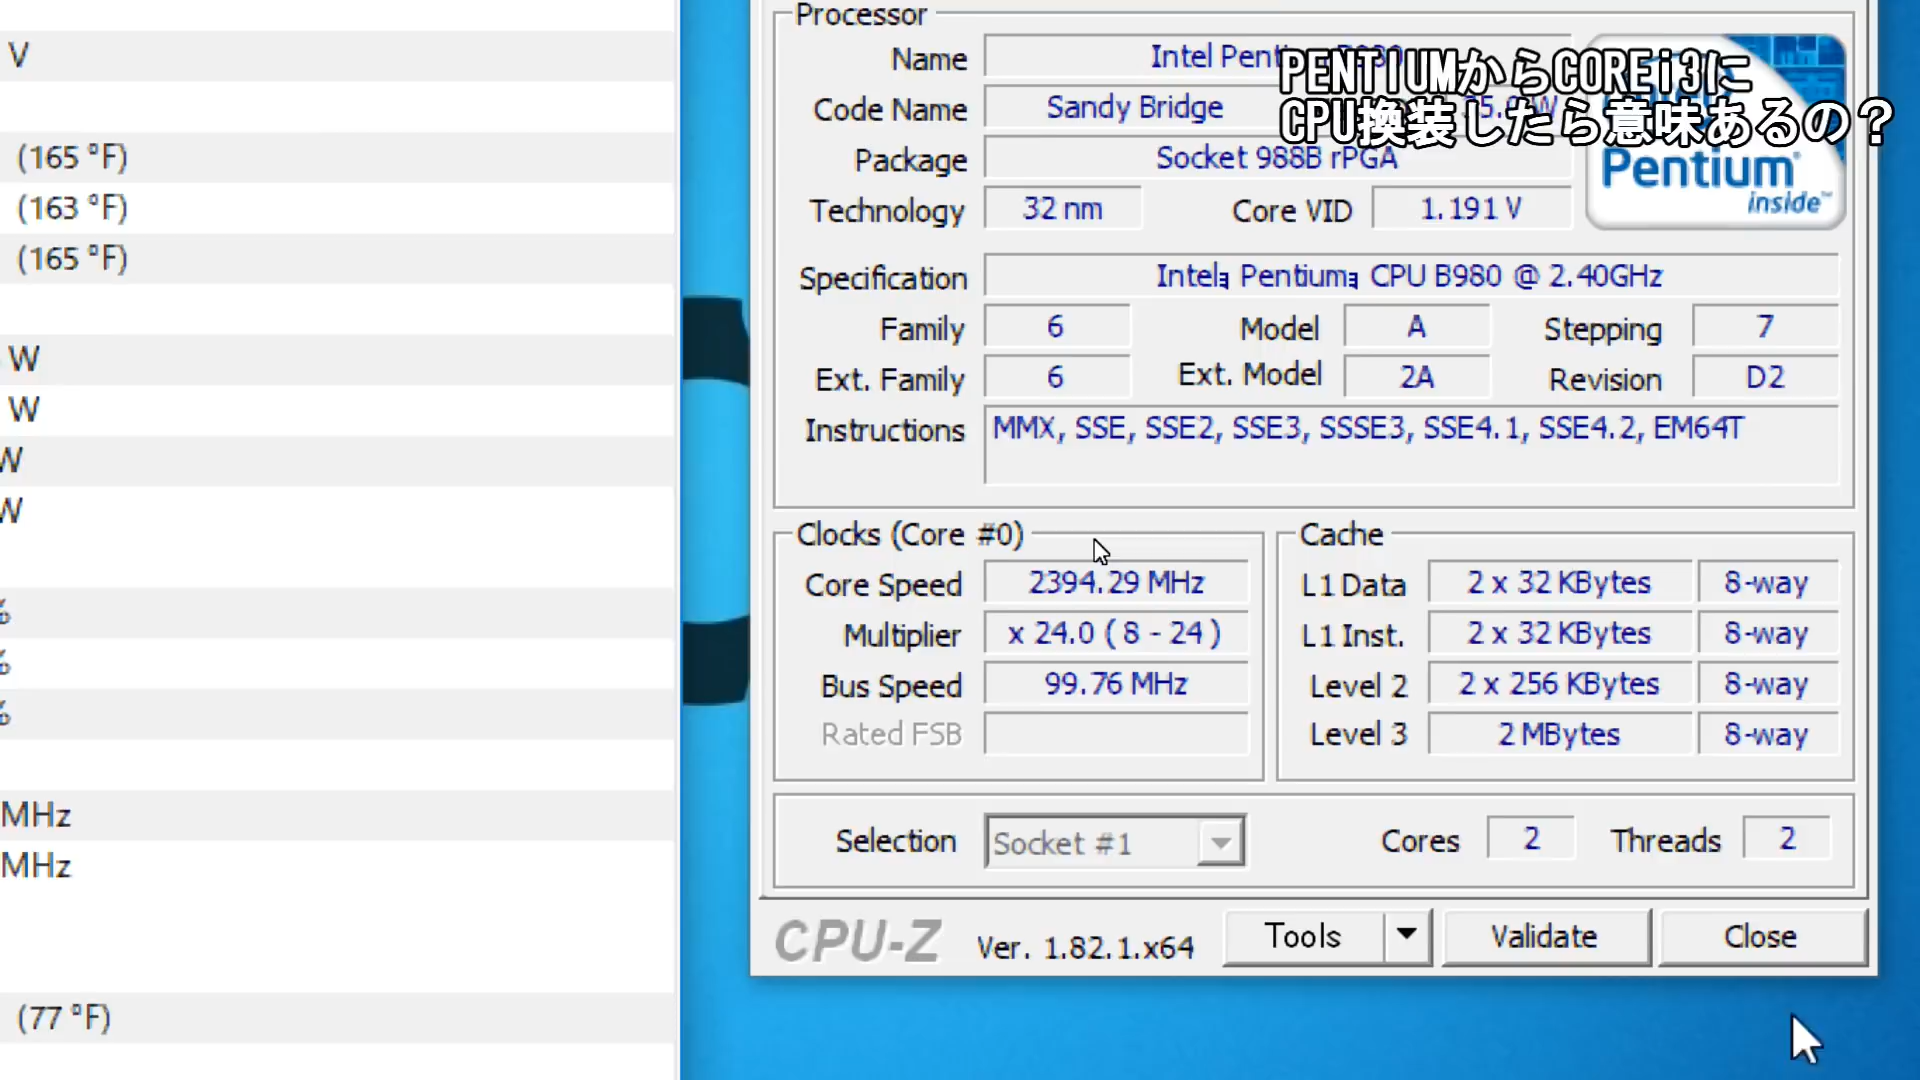 V
(165 °F)
(163 °F)
(165 °F)
W
W
W
W
%
%
%
MHz
MHz
(77 °F)
PENTIUMからCOREi3に
CPU換装したら意味あるの？
Processor
Name Intel
Code Name Sandy Bridge
Package Socket 988B rPGA
Technology 32 nm Core VID 1.191 V
Pentium
inside™
Specification Intel Pentium CPU B980 @ 2.40GHz
Family 6 Model A Stepping 7
Ext. Family 6 Ext. Model 2A Revision D2
Instructions MMX, SSE, SSE2, SSE3, SSSE3, SSE4.1, SSE4.2, EM64T
Clocks (Core #0)
Core Speed 2394.29 MHz
Multiplier x 24.0 ( 8 - 24 )
Bus Speed 99.76 MHz
Rated FSB
Cache
L1 Data 2 x 32 KBytes 8-way
L1 Inst. 2 x 32 KBytes 8-way
Level 2 2 x 256 KBytes 8-way
Level 3 2 MBytes 8-way
Selection Socket #1 Cores 2 Threads 2
CPU-Z Ver. 1.82.1.x64 Tools Validate Close